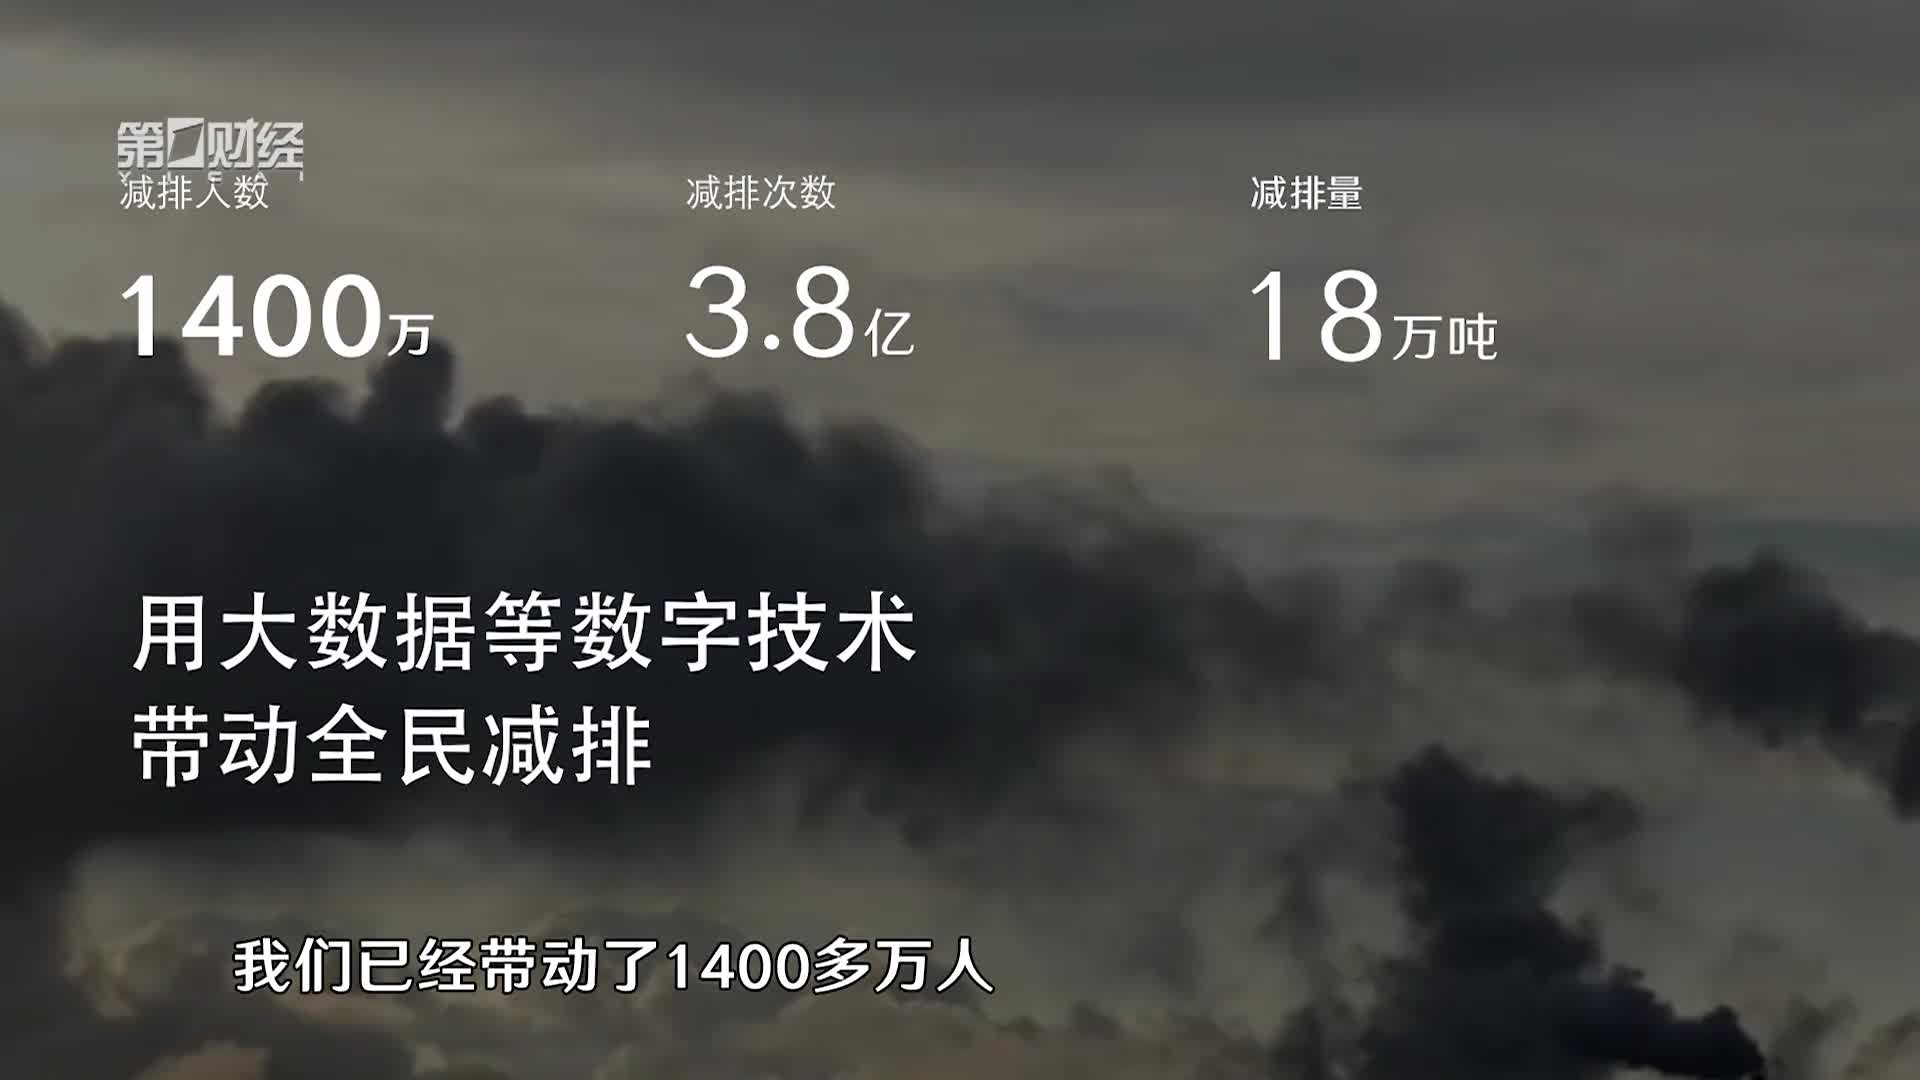 第一财经
YICAI
减排人数
减排次数
减排量
1400万
3.8亿
18万吨
用大数据等数字技术
带动全民减排
我们已经带动了1400多万人